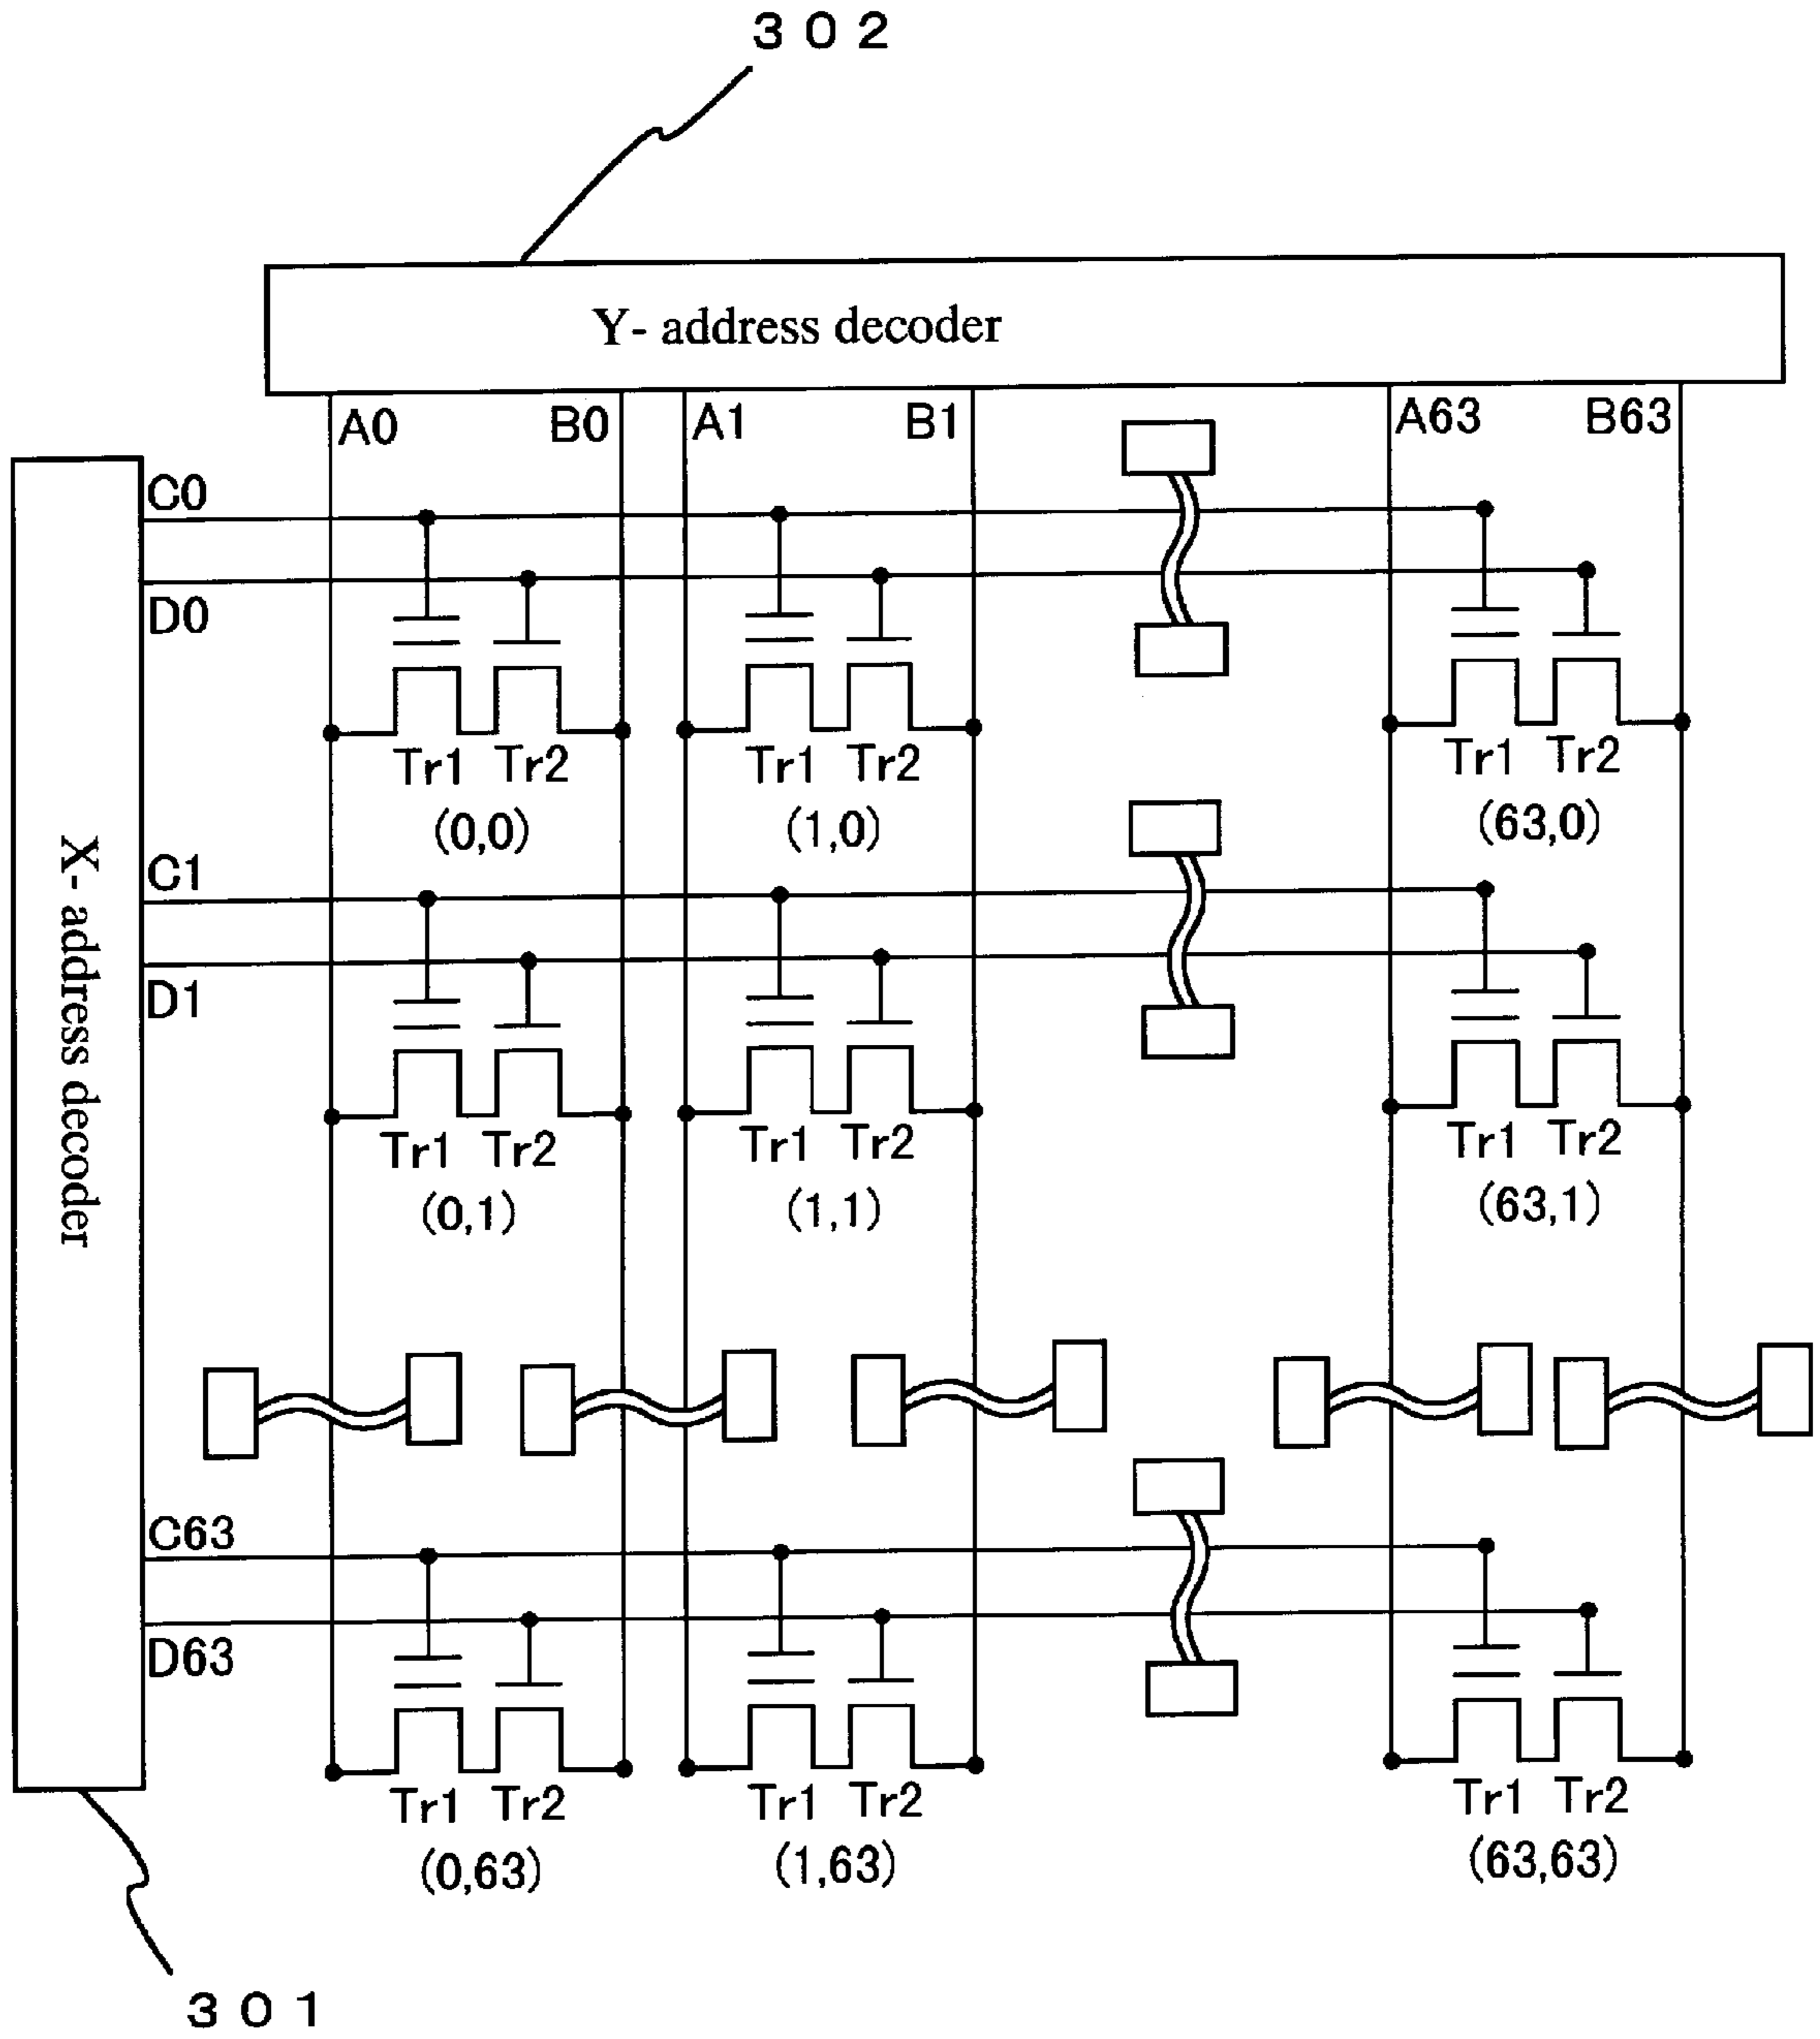 ３０２
Y- address decoder
A0 B0 A1 B1 A63 B63
C0
D0
Tr1 Tr2 Tr1 Tr2 Tr1 Tr2
(0,0) (1,0) (63,0)
X- address decoder
C1
D1
Tr1 Tr2 Tr1 Tr2 Tr1 Tr2
(0,1) (1,1) (63,1)
C63
D63
Tr1 Tr2 Tr1 Tr2 Tr1 Tr2
(0,63) (1,63) (63,63)
３０１